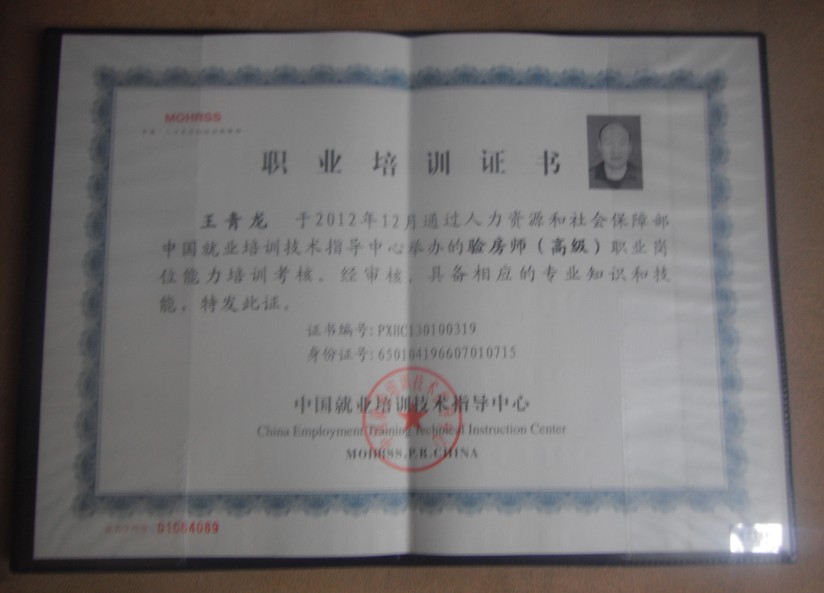 MOHRSS
职业培训证书
王青龙 于2012年12月通过人力资源和社会保障部
中国就业培训技术指导中心举办的验房师(高级)职业岗
位能力培训考核。经审核，具备相应的专业知识和技
能，特发此证。
证书编号:PXHC130100319
身份证号:650104196607010715
中国就业培训技术指导中心
China Employment Training Technical Instruction Center
MOHRSS.P.R.CHINA
01664089